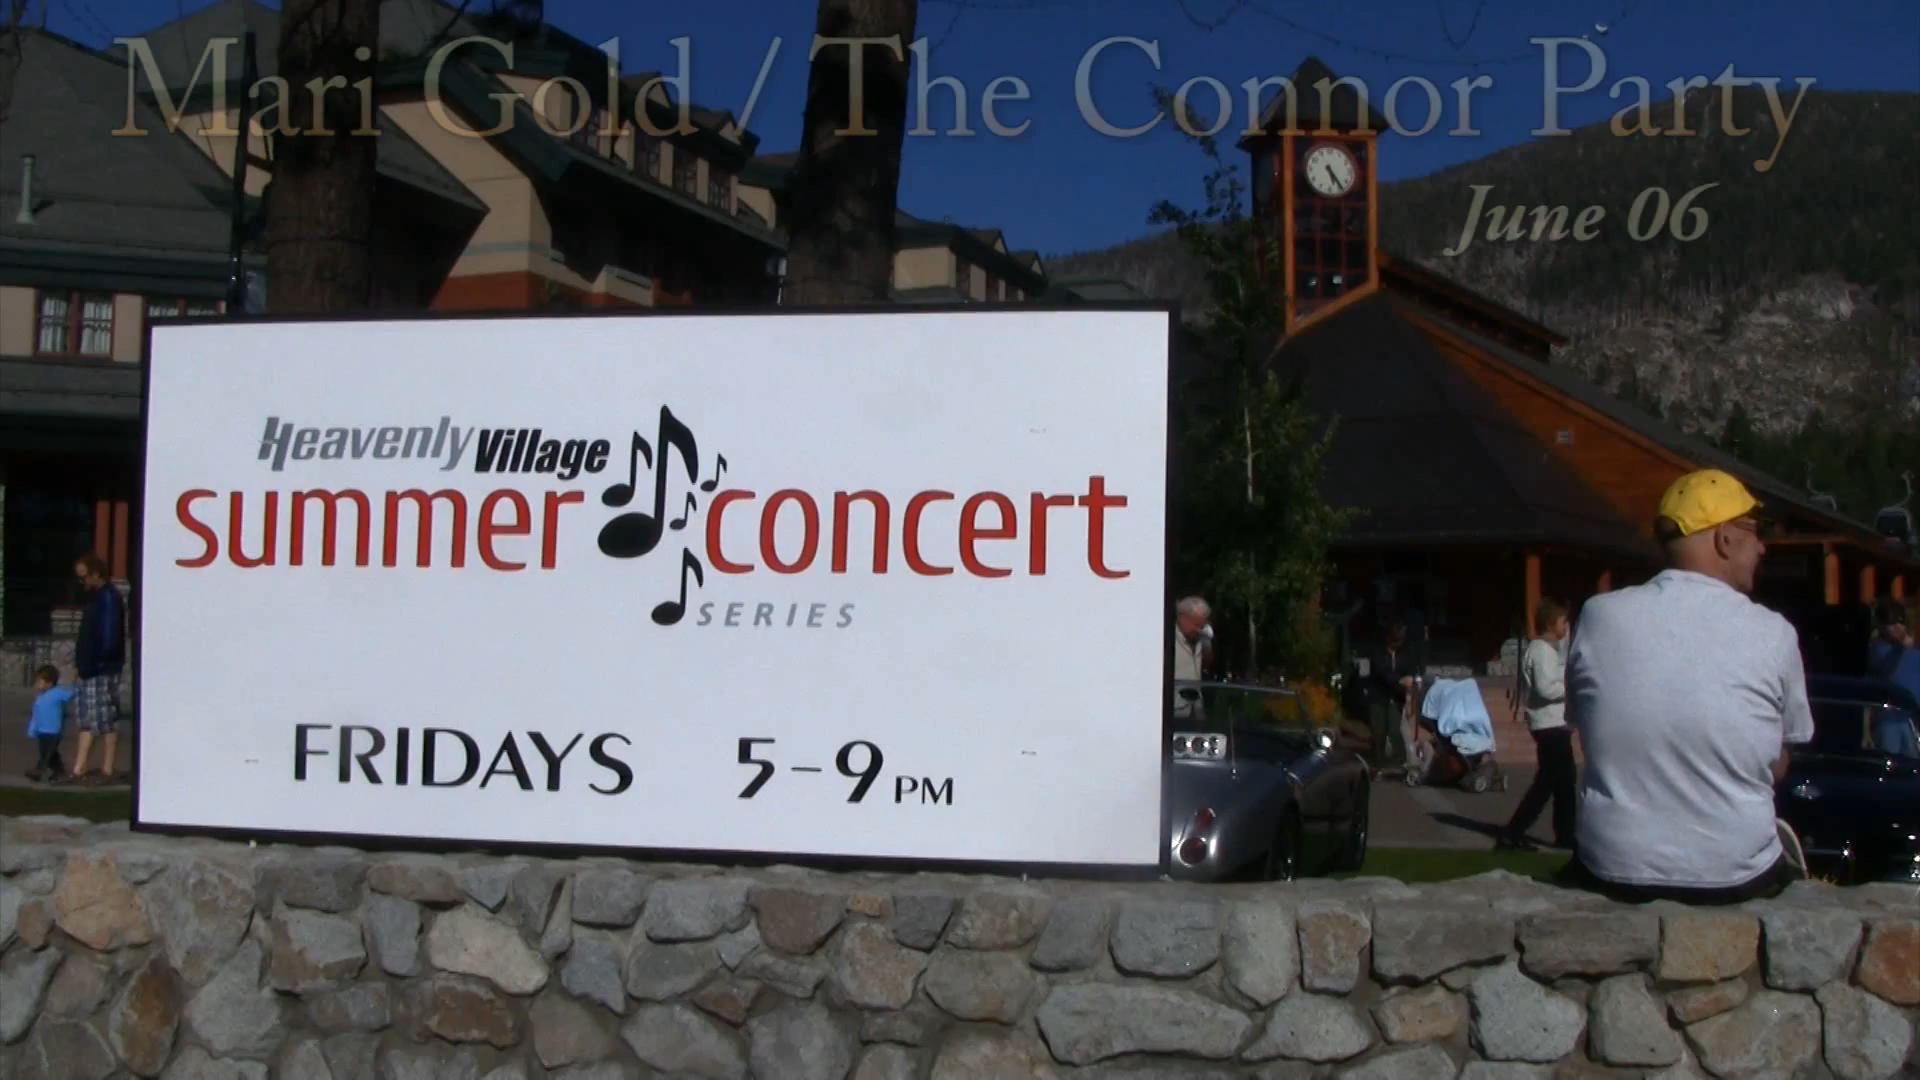 Mari Gold / The Connor Party
June 06
Heavenly Village
summer concert
SERIES
FRIDAYS 5-9 PM